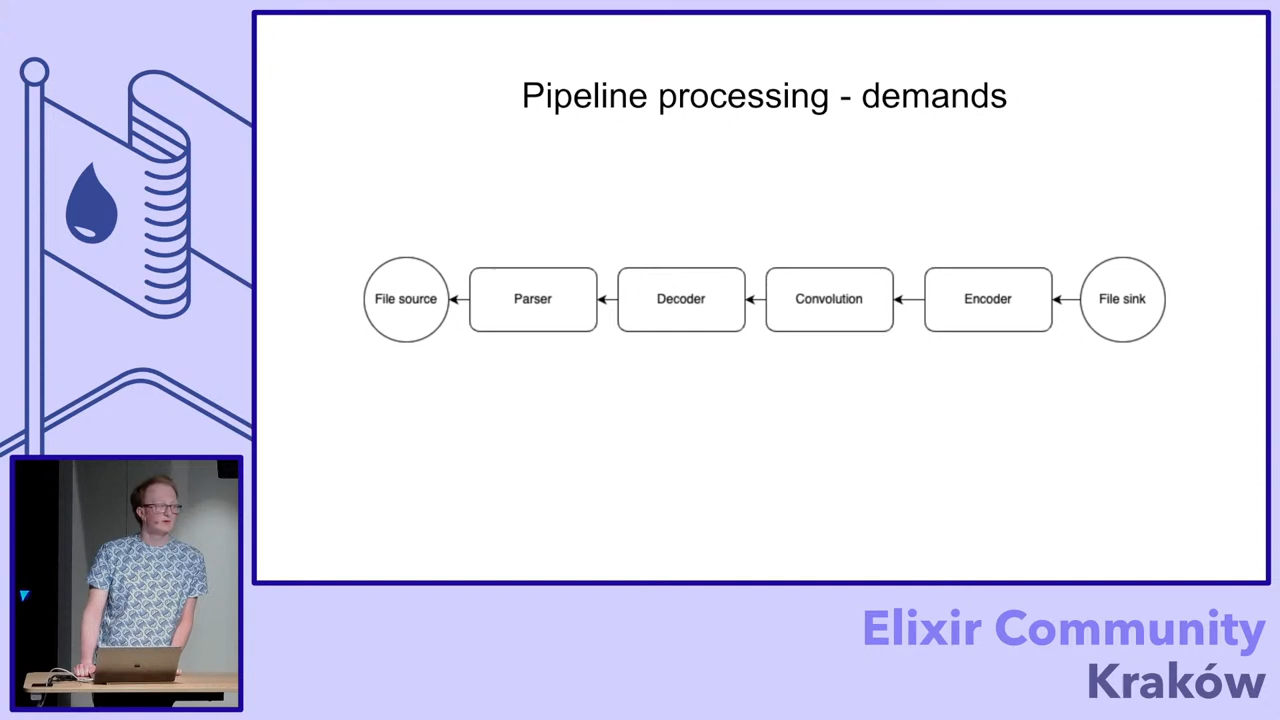 Pipeline processing - demands
File source
Parser
Decoder
Convolution
Encoder
File sink
Elixir Community
Kraków